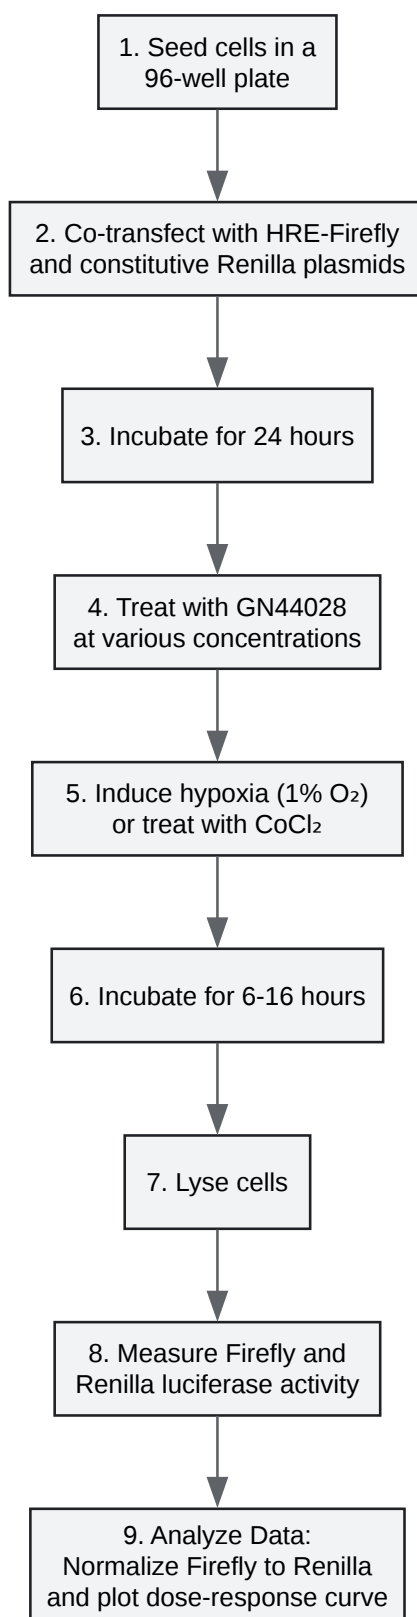 1. Seed cells in a
96-well plate
2. Co-transfect with HRE-Firefly
and constitutive Renilla plasmids
3. Incubate for 24 hours
4. Treat with GN44028
at various concentrations
5. Induce hypoxia (1% O₂)
or treat with CoCl₂
6. Incubate for 6-16 hours
7. Lyse cells
8. Measure Firefly and
Renilla luciferase activity
9. Analyze Data:
Normalize Firefly to Renilla
and plot dose-response curve